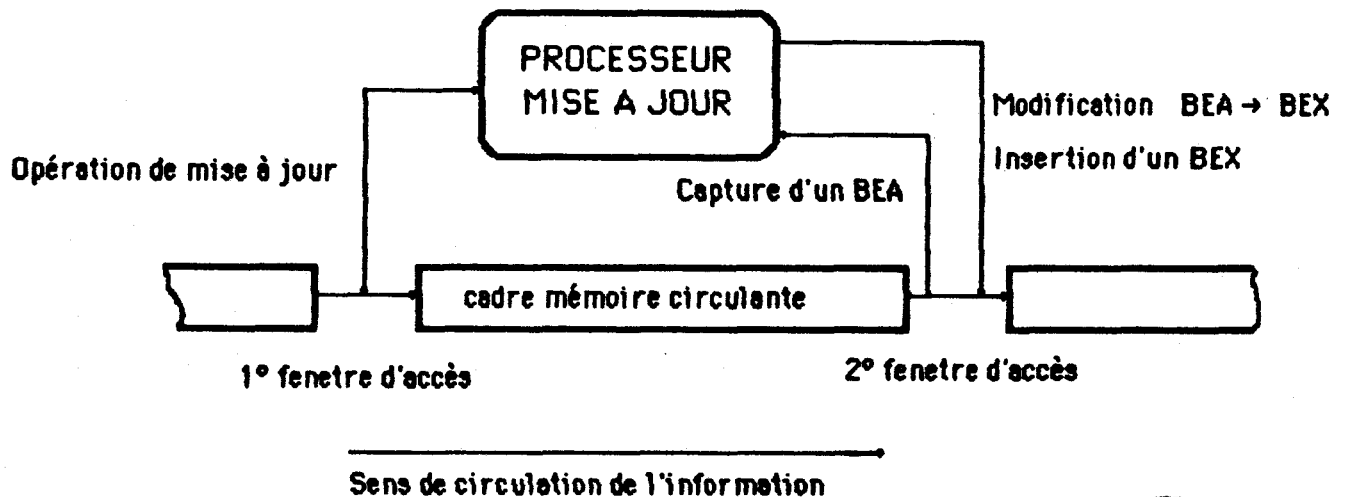 PROCESSEUR
MISE A JOUR
Modification BEA → BEX
Opération de mise à jour
Insertion d'un BEX
Capture d'un BEA
cadre mémoire circulante
1° fenetre d'accès
2° fenetre d'accès
Sens de circulation de l'information